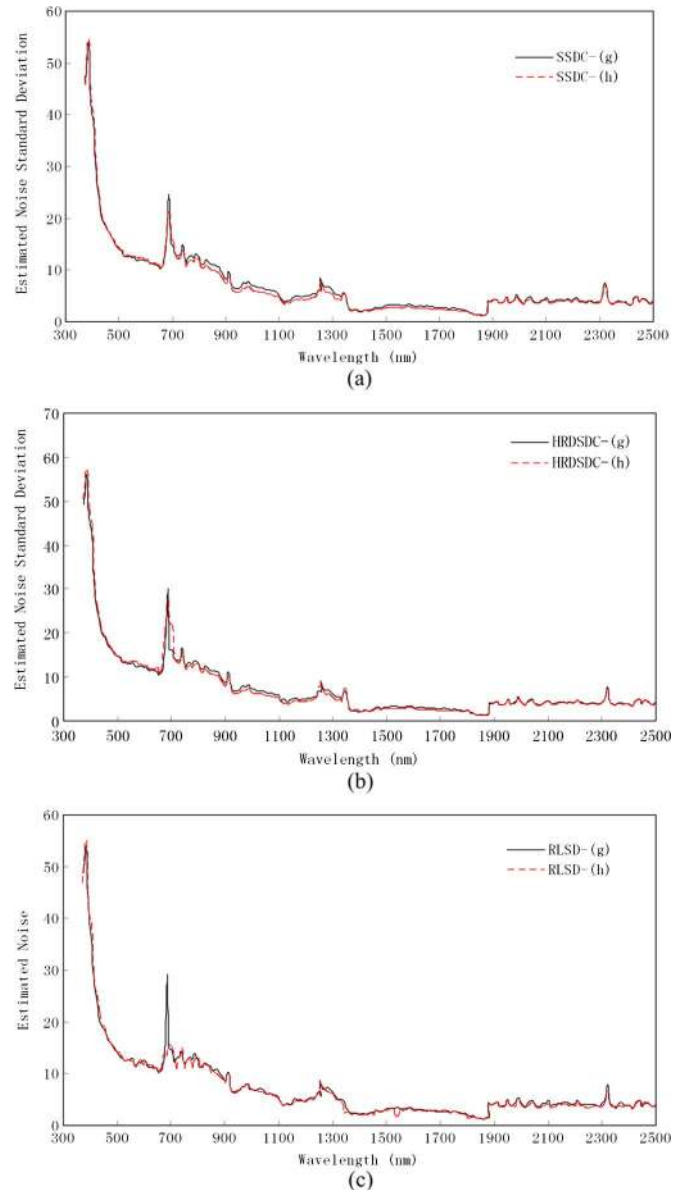 60
50
40
30
20
10
0
Estimated Noise Standard Deviation
SSDC-(g)
SSDC-(h)
300 500 700 900 1100 1300 1500 1700 1900 2100 2300 2500
Wavelength (nm)
(a)
70
60
50
40
30
20
10
0
Estimated Noise Standard Deviation
HRDSDC-(g)
HRDSDC-(h)
300 500 700 900 1100 1300 1500 1700 1900 2100 2300 2500
Wavelength (nm)
(b)
60
50
40
30
20
10
0
Estimated Noise
RLSD-(g)
RLSD-(h)
300 500 700 900 1100 1300 1500 1700 1900 2100 2300 2500
Wavelength (nm)
(c)